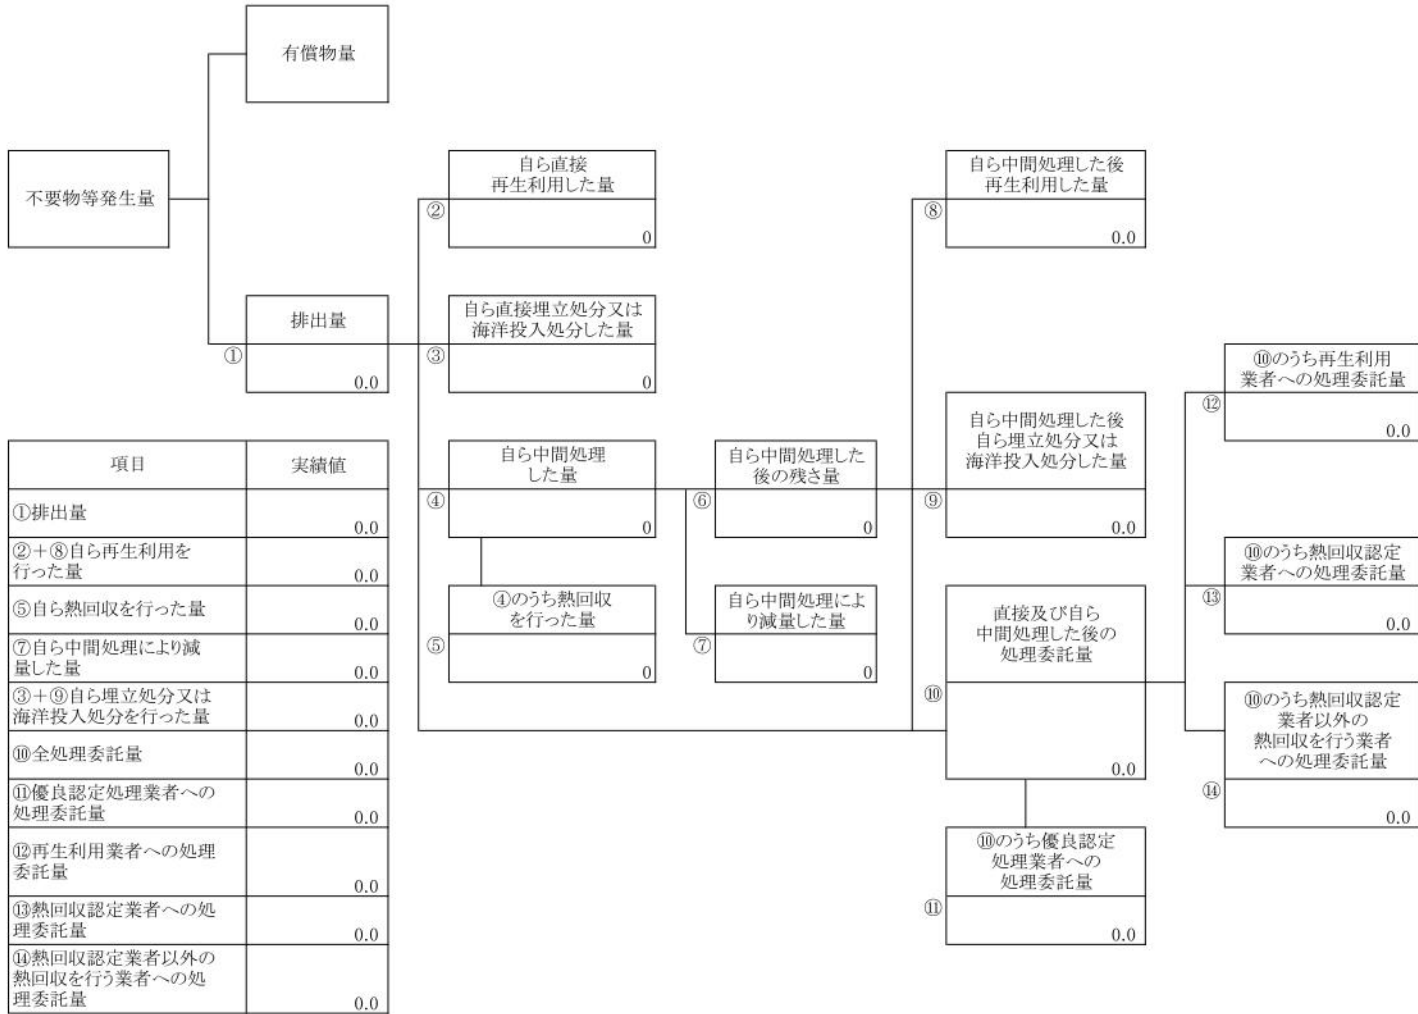 有償物量
不要物等発生量
自ら直接
再生利用した量
②
0
自ら中間処理した後
再生利用した量
⑧
0.0
排出量
①
0.0
自ら直接埋立処分又は
海洋投入処分した量
③
0
⑩のうち再生利用
業者への処理委託量
⑫
0.0
自ら中間処理
した量
④
0
自ら中間処理した
後の残さ量
⑥
0
自ら中間処理した後
自ら埋立処分又は
海洋投入処分した量
⑨
0.0
⑩のうち熱回収認定
業者への処理委託量
⑬
0.0
④のうち熱回収
を行った量
⑤
0
自ら中間処理によ
り減量した量
⑦
0
直接及び自ら
中間処理した後の
処理委託量
⑩
0.0
⑩のうち熱回収認定
業者以外の
熱回収を行う業者
への処理委託量
⑭
0.0
⑩のうち優良認定
処理業者への
処理委託量
⑪
0.0
項目 実績値
①排出量
0.0
②+⑧自ら再生利用を
行った量
0.0
⑤自ら熱回収を行った量
0.0
⑦自ら中間処理により減
量した量
0.0
③+⑨自ら埋立処分又は
海洋投入処分を行った量
0.0
⑩全処理委託量
0.0
⑪優良認定処理業者への
処理委託量
0.0
⑫再生利用業者への処理
委託量
0.0
⑬熱回収認定業者への処
理委託量
0.0
⑭熱回収認定業者以外の
熱回収を行う業者への処
理委託量
0.0